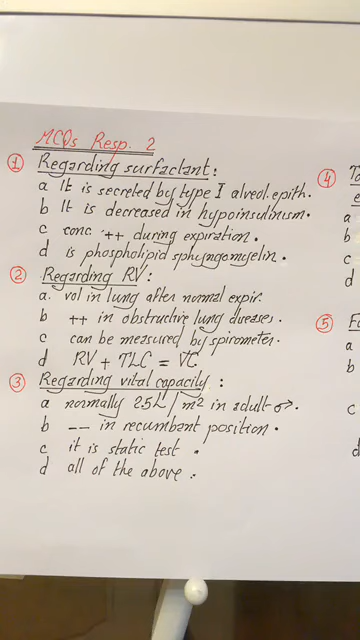 MCQs Resp. 2
1 Regarding surfactant:
a It is secreted by type I alveol. epith.
b It is decreased in hypoinsulinism.
c conc. ++ during expiration.
d is phospholipid sphyngomyelin.
2 Regarding RV:
a. vol in lung after normal expir.
b ++ in obstructive lung diseases.
c can be measured by spirometer.
d RV + TLC = VC.
3 Regarding vital capacity:
a normally 2.5L/m² in adult ♂.
b -- in recumbent position.
c it is static test.
d all of the above.
4
a
b
c
d
5
a
b
c
d